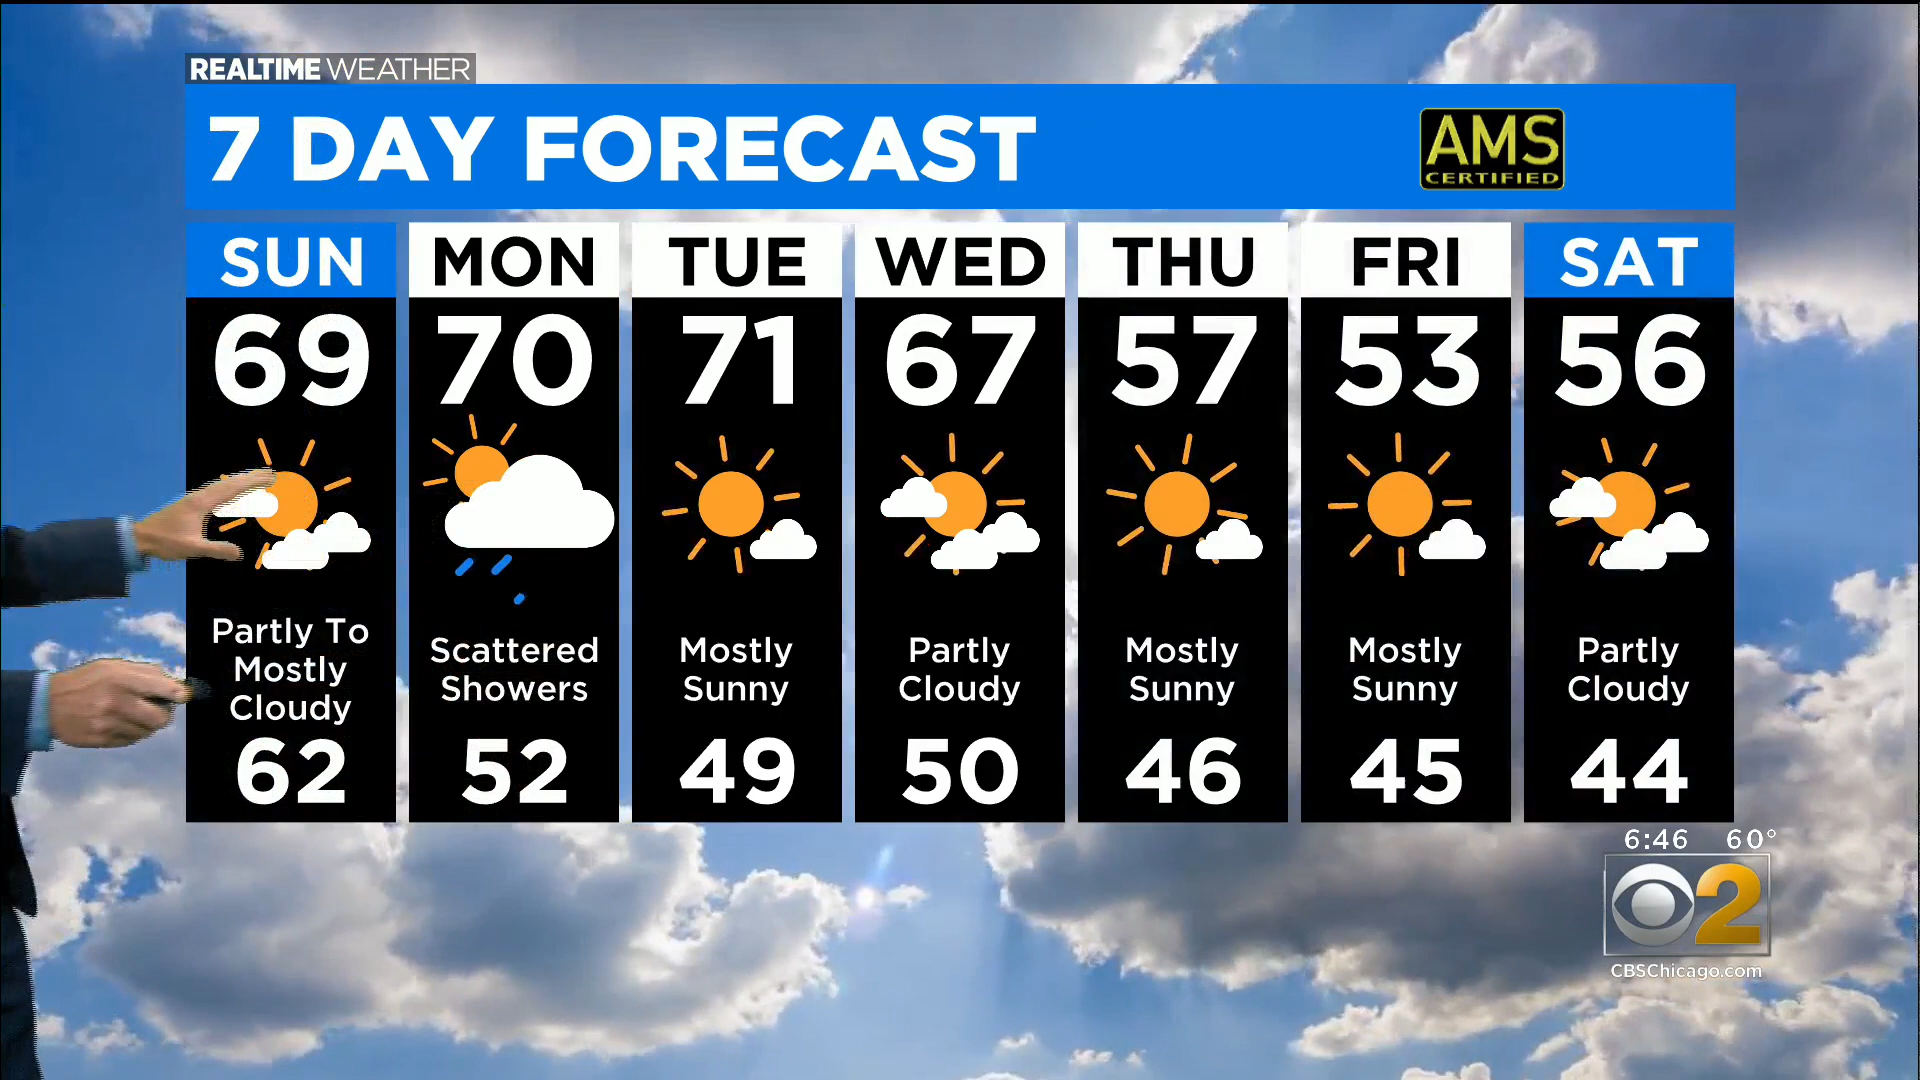 REALTIME WEATHER
7 DAY FORECAST
AMS
CERTIFIED
SUN MON TUE WED THU FRI SAT
69 70 71 67 57 53 56
Partly To
Mostly
Cloudy
Scattered
Showers
Mostly
Sunny
Partly
Cloudy
Mostly
Sunny
Mostly
Sunny
Partly
Cloudy
62 52 49 50 46 45 44
6:46 60°
2
CBSChicago.com